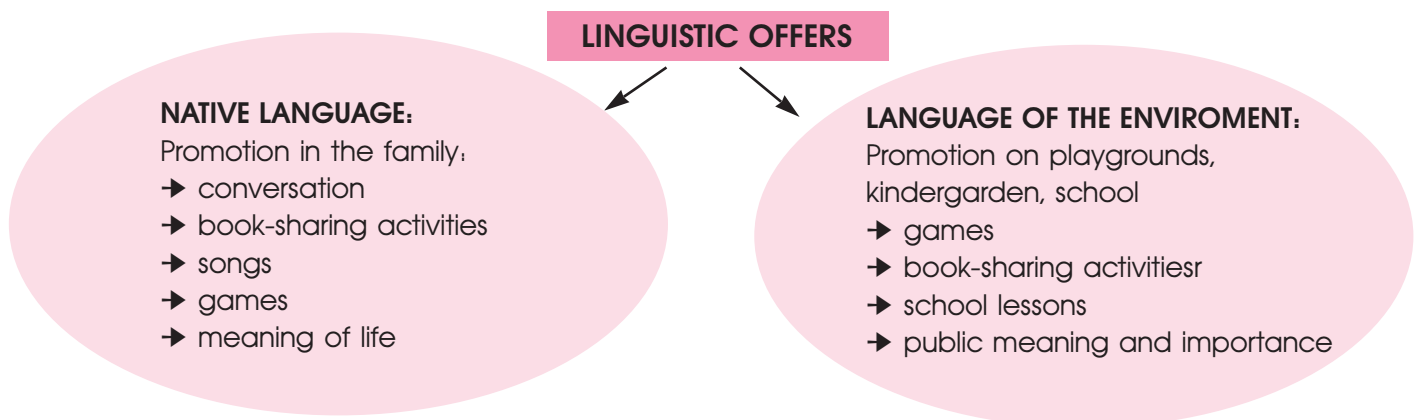 LINGUISTIC OFFERS
NATIVE LANGUAGE:
Promotion in the family:
➔ conversation
➔ book-sharing activities
➔ songs
➔ games
➔ meaning of life
LANGUAGE OF THE ENVIROMENT:
Promotion on playgrounds,
kindergarden, school
➔ games
➔ book-sharing activitiesr
➔ school lessons
➔ public meaning and importance